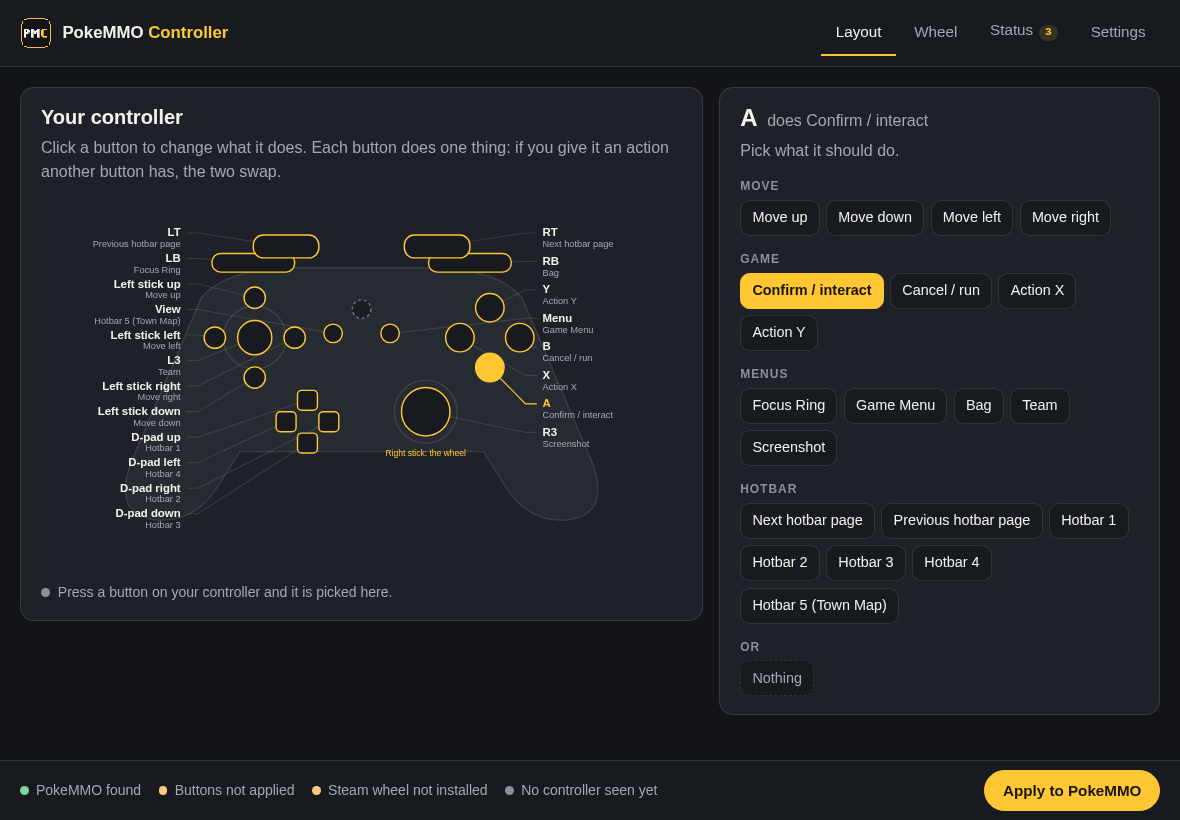 PMC
PokeMMO Controller
Layout
Wheel
Status 3
Settings
Your controller
Click a button to change what it does. Each button does one thing: if you give it an action
another button has, the two swap.
LT
Previous hotbar page
LB
Focus Ring
Left stick up
Move up
View
Hotbar 5 (Town Map)
Left stick left
Move left
L3
Team
Left stick right
Move right
Left stick down
Move down
D-pad up
Hotbar 1
D-pad left
Hotbar 4
D-pad right
Hotbar 2
D-pad down
Hotbar 3
RT
Next hotbar page
RB
Bag
Y
Action Y
Menu
Game Menu
B
Cancel / run
X
Action X
A
Confirm / interact
R3
Screenshot
Right stick: the wheel
Press a button on your controller and it is picked here.
A does Confirm / interact
Pick what it should do.
MOVE
Move up
Move down
Move left
Move right
GAME
Confirm / interact
Cancel / run
Action X
Action Y
MENUS
Focus Ring
Game Menu
Bag
Team
Screenshot
HOTBAR
Next hotbar page
Previous hotbar page
Hotbar 1
Hotbar 2
Hotbar 3
Hotbar 4
Hotbar 5 (Town Map)
OR
Nothing
PokeMMO found
Buttons not applied
Steam wheel not installed
No controller seen yet
Apply to PokeMMO